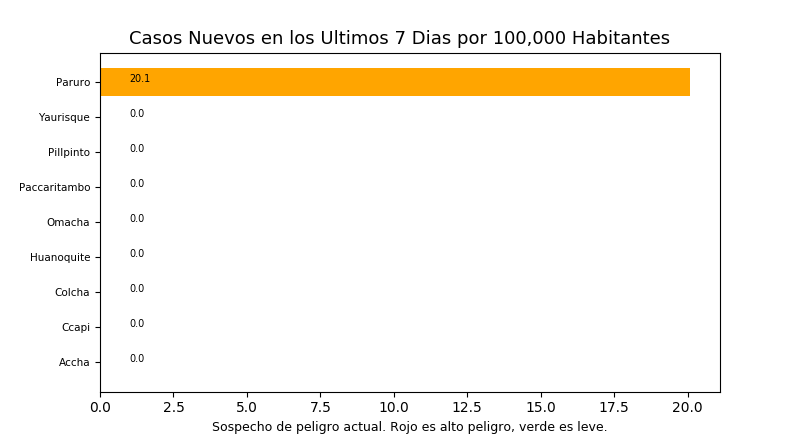 Casos Nuevos en los Ultimos 7 Dias por 100,000 Habitantes
Paruro 20.1
Yaurisque 0.0
Pillpinto 0.0
Paccaritambo 0.0
Omacha 0.0
Huanoquite 0.0
Colcha 0.0
Ccapi 0.0
Accha 0.0
0.0 2.5 5.0 7.5 10.0 12.5 15.0 17.5 20.0
Sospecho de peligro actual. Rojo es alto peligro, verde es leve.